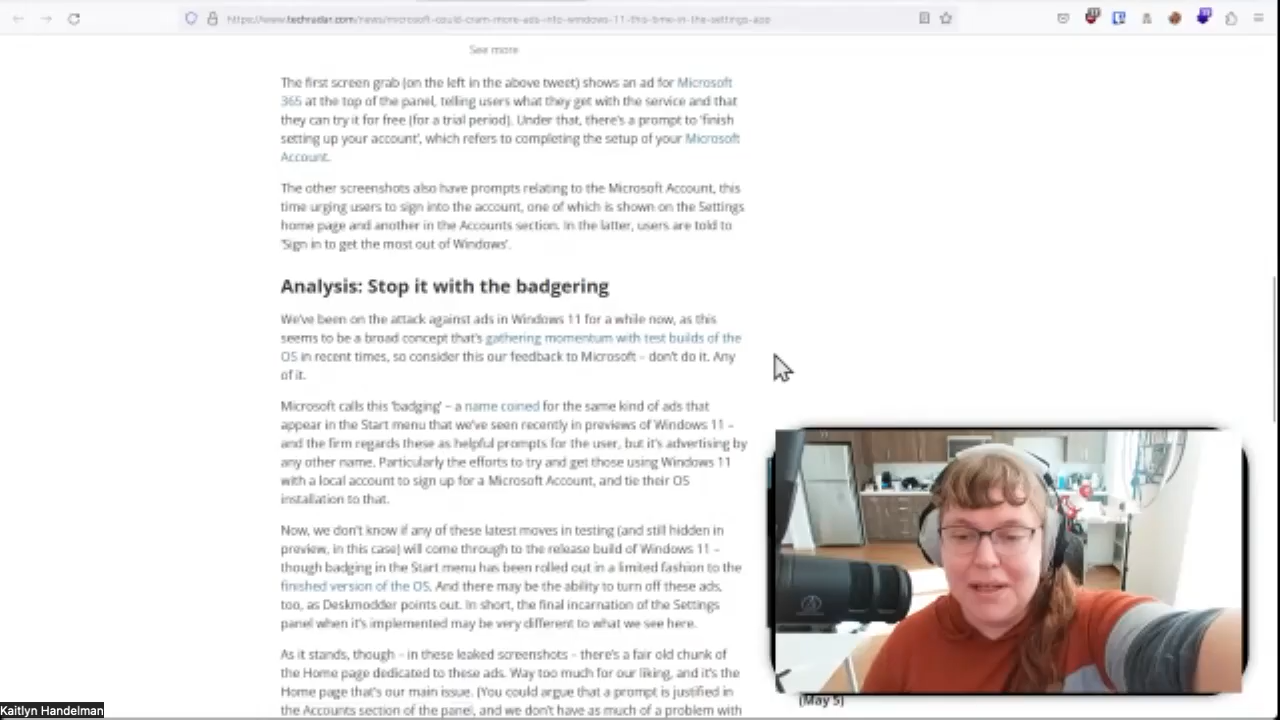 https://www.techradar.com/news/microsoft-could-cram-more-ads-into-windows-11-this-time-in-the-settings-app
See more
The first screen grab (on the left in the above tweet) shows an ad for Microsoft
365 at the top of the panel, telling users what they get with the service and that
they can try it for free (for a trial period). Under that, there's a prompt to 'finish
setting up your account', which refers to completing the setup of your Microsoft
Account.
The other screenshots also have prompts relating to the Microsoft Account, this
time urging users to sign into the account, one of which is shown on the Settings
home page and another in the Accounts section. In the latter, users are told to
'Sign in to get the most out of Windows'.
Analysis: Stop it with the badgering
We've been on the attack against ads in Windows 11 for a while now, as this
seems to be a broad concept that's gathering momentum with test builds of the
OS in recent times, so consider this our feedback to Microsoft – don't do it. Any
of it.
Microsoft calls this 'badging' – a name coined for the same kind of ads that
appear in the Start menu that we've seen recently in previews of Windows 11 –
and the firm regards these as helpful prompts for the user, but it's advertising by
any other name. Particularly the efforts to try and get those using Windows 11
with a local account to sign up for a Microsoft Account, and tie their OS
installation to that.
Now, we don't know if any of these latest moves in testing (and still hidden in
preview, in this case) will come through to the release build of Windows 11 –
though badging in the Start menu has been rolled out in a limited fashion to the
finished version of the OS. And there may be the ability to turn off these ads,
too, as Deskmodder points out. In short, the final incarnation of the Settings
panel when it's implemented may be very different to what we see here.
As it stands, though – in these leaked screenshots – there's a fair old chunk of
the Home page dedicated to these ads. Way too much for our liking, and it's the
Home page that's our main issue. (You could argue that a prompt is justified in
the Accounts section of the panel, and we don't have as much of a problem with
(May 5)
Kaitlyn Handelman